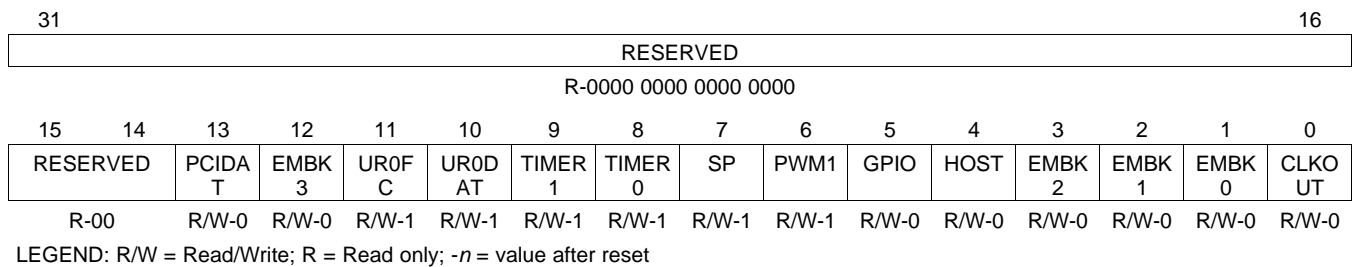 31 16
RESERVED
R-0000 0000 0000 0000
15 14 13 12 11 10 9 8 7 6 5 4 3 2 1 0
RESERVED PCIDA EMBK UR0F UR0D TIMER TIMER SP PWM1 GPIO HOST EMBK EMBK EMBK CLKO
T 3 C AT 1 0 2 1 0 UT
R-00 R/W-0 R/W-0 R/W-1 R/W-1 R/W-1 R/W-1 R/W-1 R/W-1 R/W-0 R/W-0 R/W-0 R/W-0 R/W-0 R/W-0
LEGEND: R/W = Read/Write; R = Read only; -n = value after reset